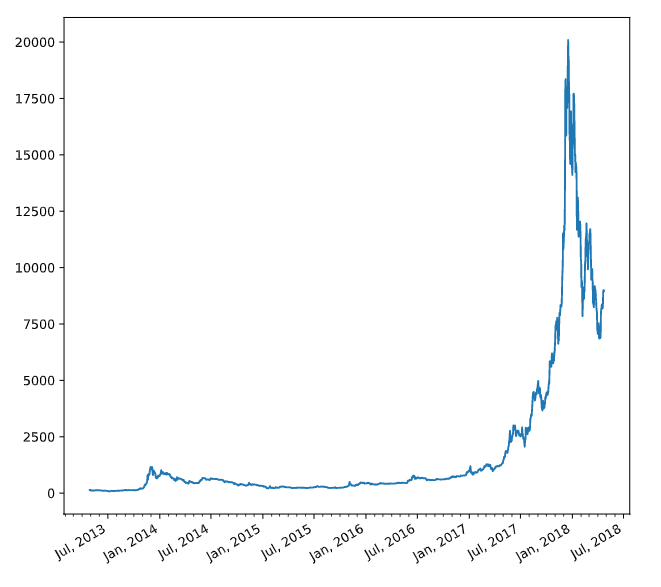 20000
17500
15000
12500
10000
7500
5000
2500
0
Jul, 2013
Jan, 2014
Jul, 2014
Jan, 2015
Jul, 2015
Jan, 2016
Jul, 2016
Jan, 2017
Jul, 2017
Jan, 2018
Jul, 2018